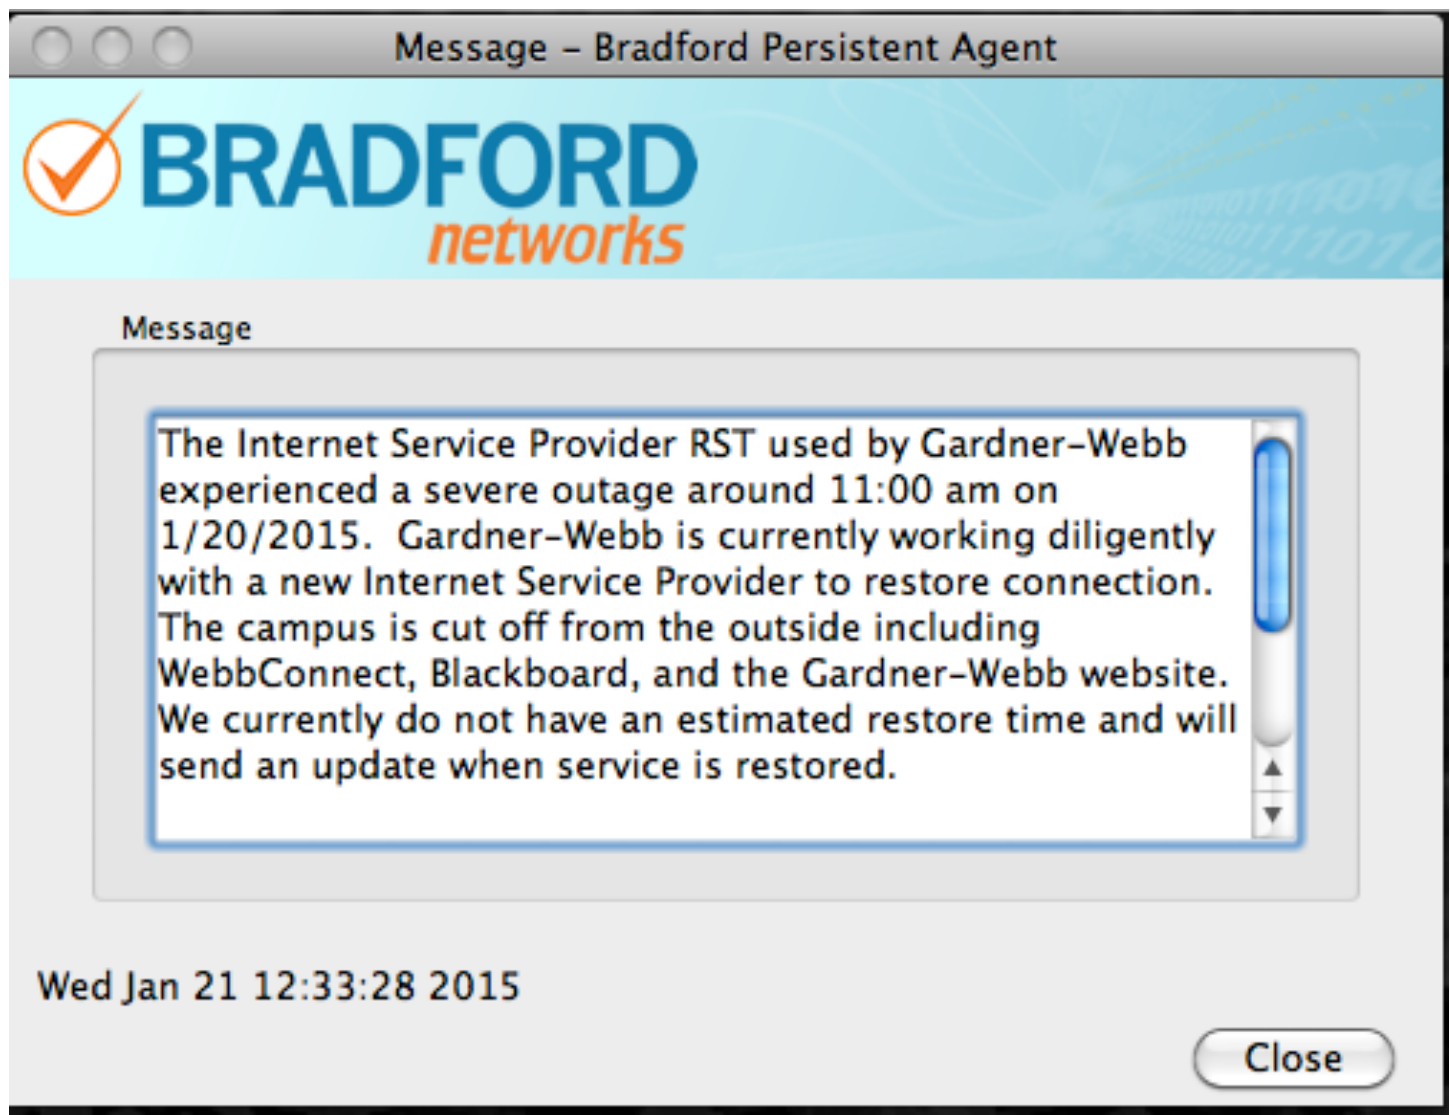 Message – Bradford Persistent Agent
BRADFORD
networks
Message
The Internet Service Provider RST used by Gardner–Webb
experienced a severe outage around 11:00 am on
1/20/2015.  Gardner–Webb is currently working diligently
with a new Internet Service Provider to restore connection.
The campus is cut off from the outside including
WebbConnect, Blackboard, and the Gardner–Webb website.
We currently do not have an estimated restore time and will
send an update when service is restored.
Wed Jan 21 12:33:28 2015
Close